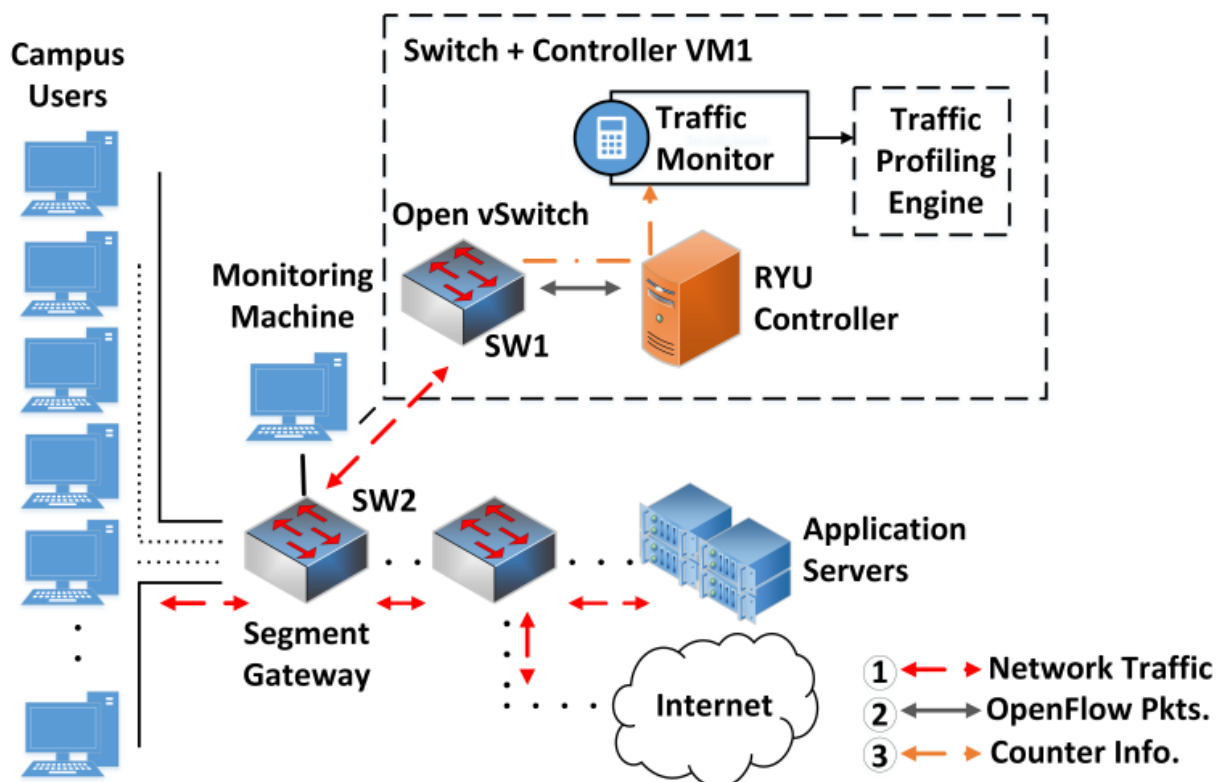 Campus
Users
Switch + Controller VM1
Traffic
Monitor
Traffic
Profiling
Engine
Open vSwitch
Monitoring
Machine
SW1
RYU
Controller
SW2
Application
Servers
Segment
Gateway
Internet
1 Network Traffic
2 OpenFlow Pkts.
3 Counter Info.